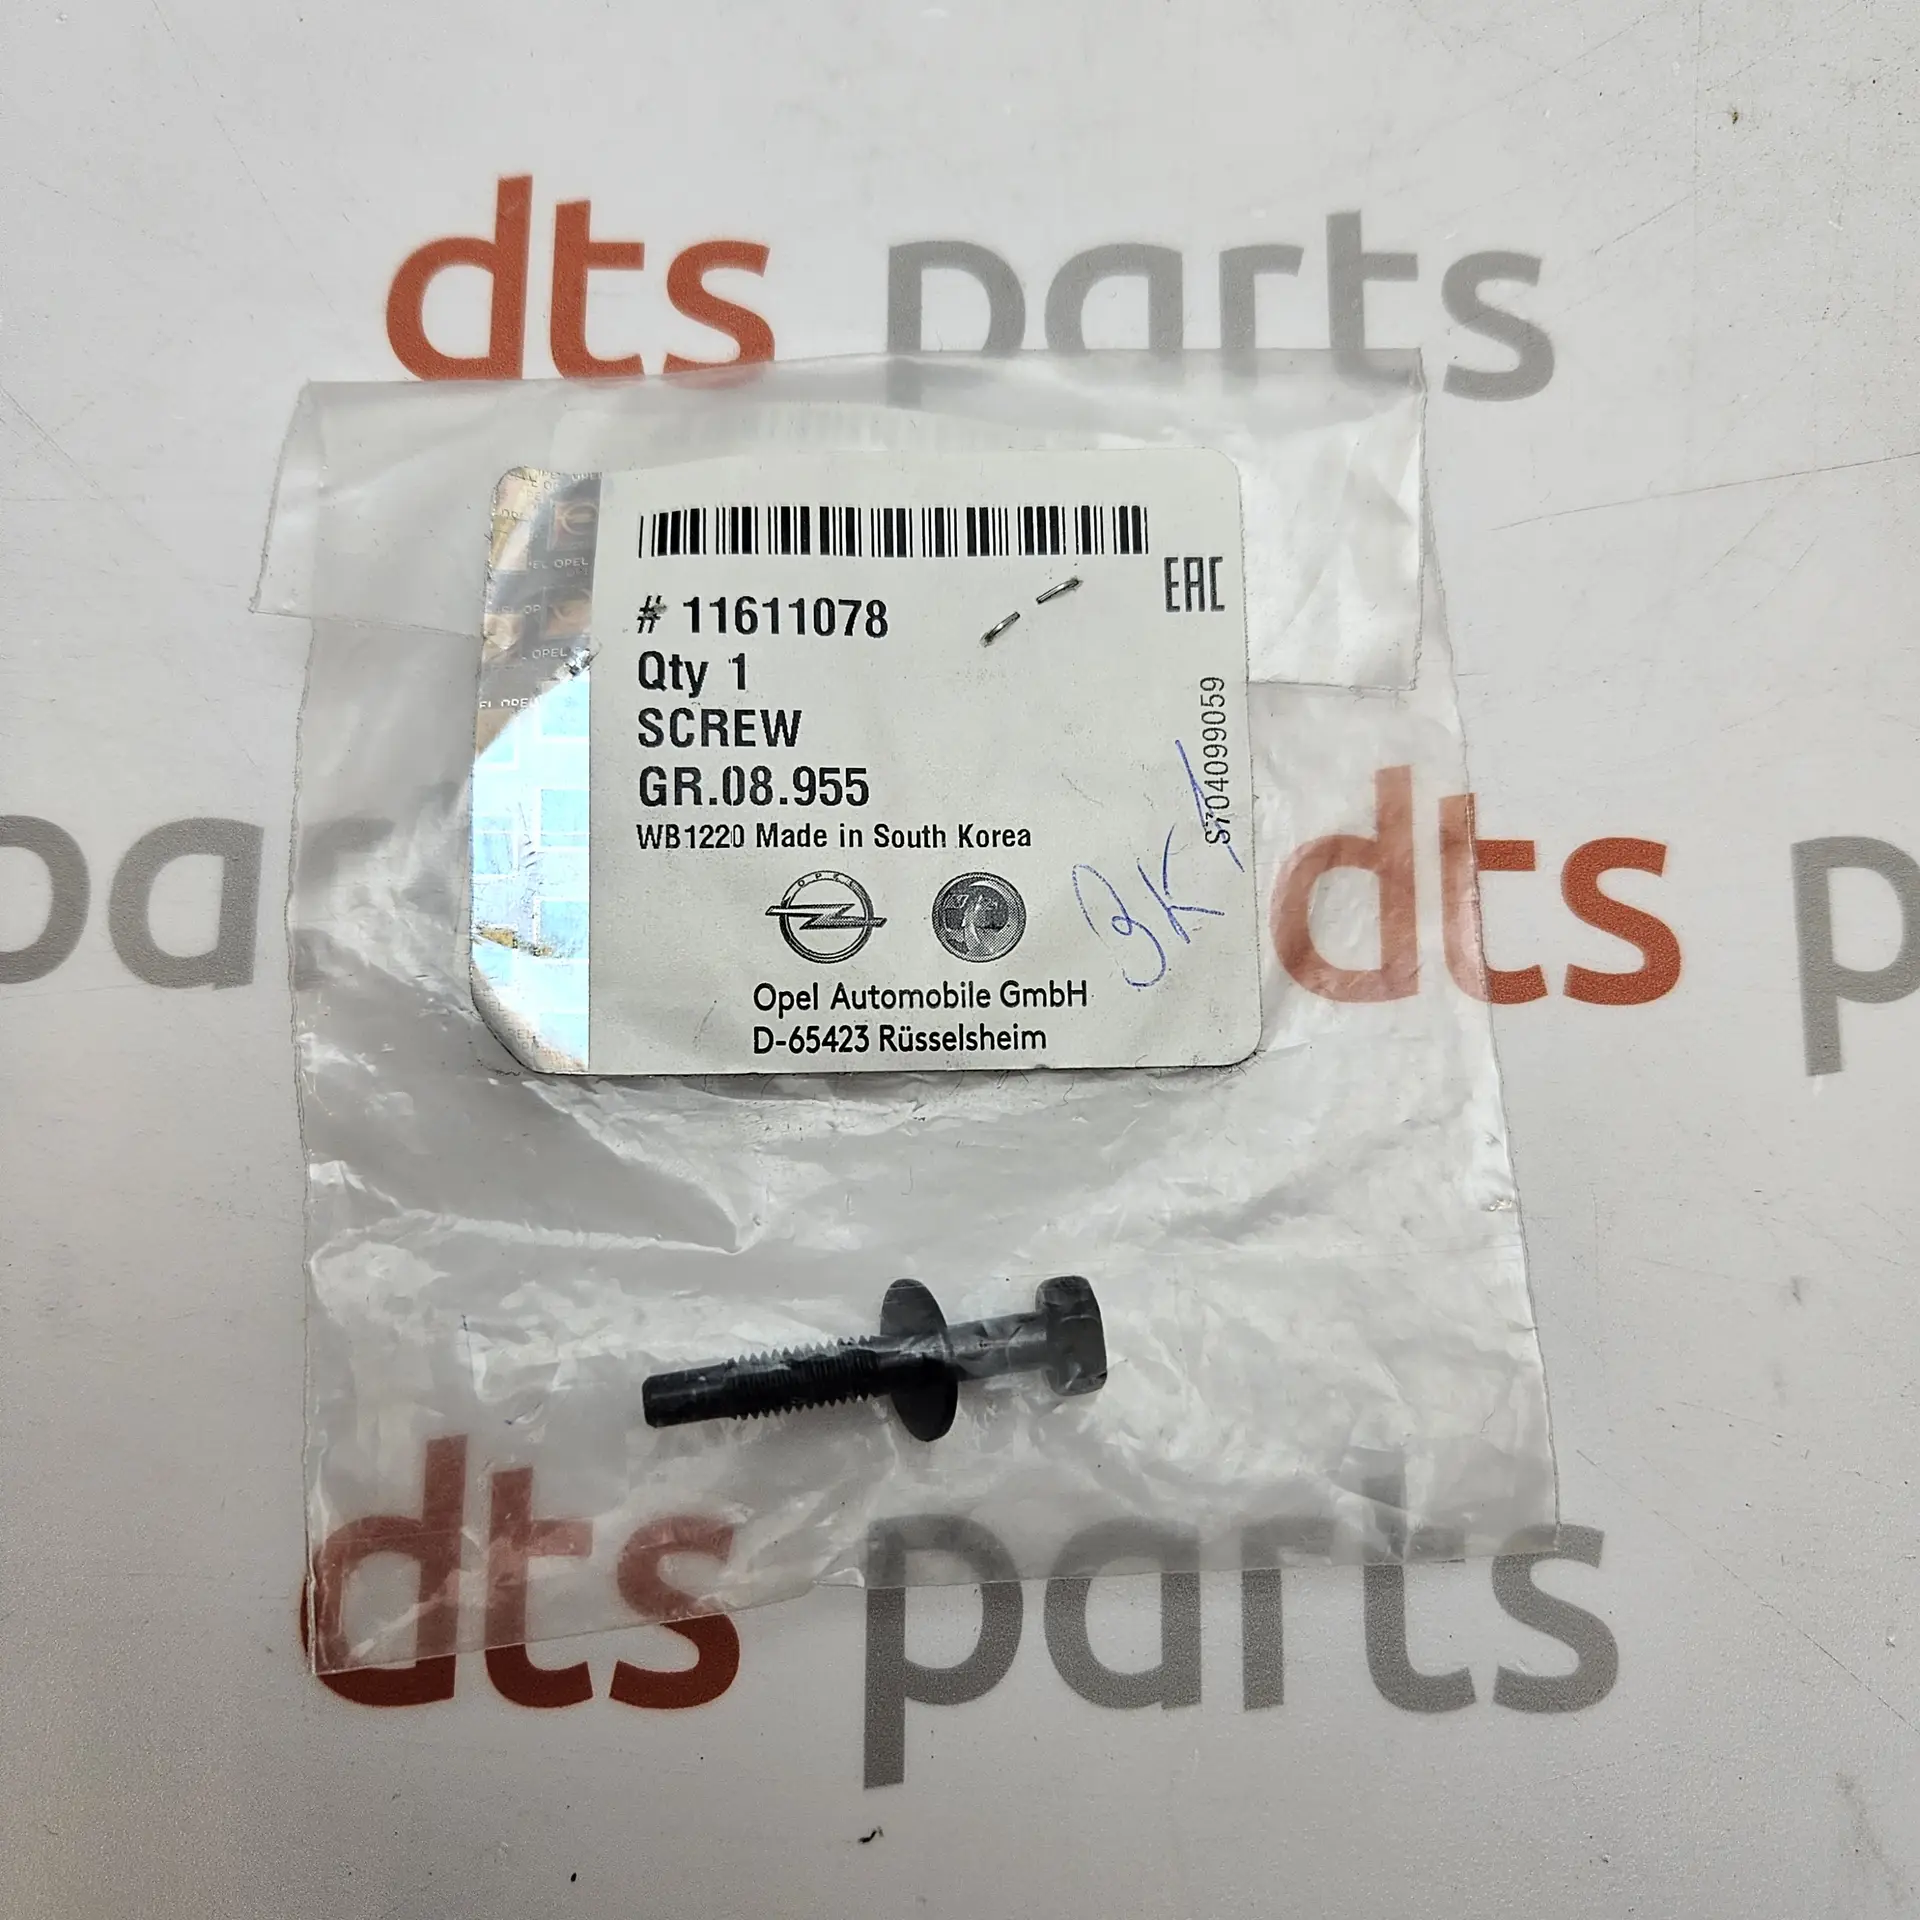 dts parts
# 11611078
EAC
Qty 1
SCREW
GR.08.955
WB1220 Made in South Korea
S704099059
OPEL
Opel Automobile GmbH
D-65423 Rüsselsheim
dts p
dts parts